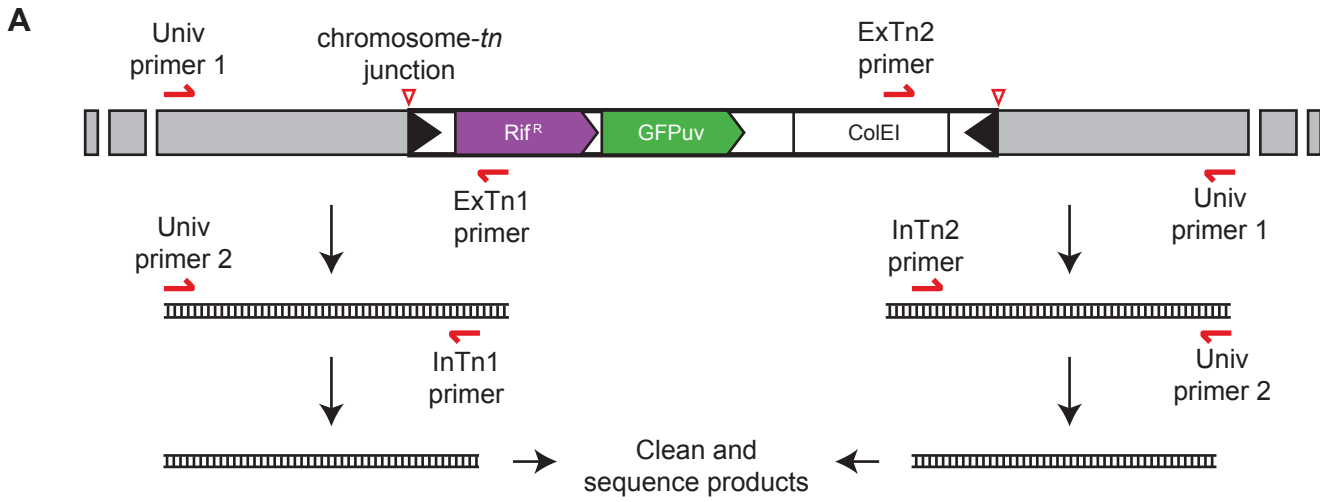 A
Univ
primer 1
chromosome-tn
junction
ExTn2
primer
Rif R
GFPuv
ColEI
ExTn1
primer
Univ
primer 1
Univ
primer 2
InTn2
primer
InTn1
primer
Univ
primer 2
Clean and
sequence products